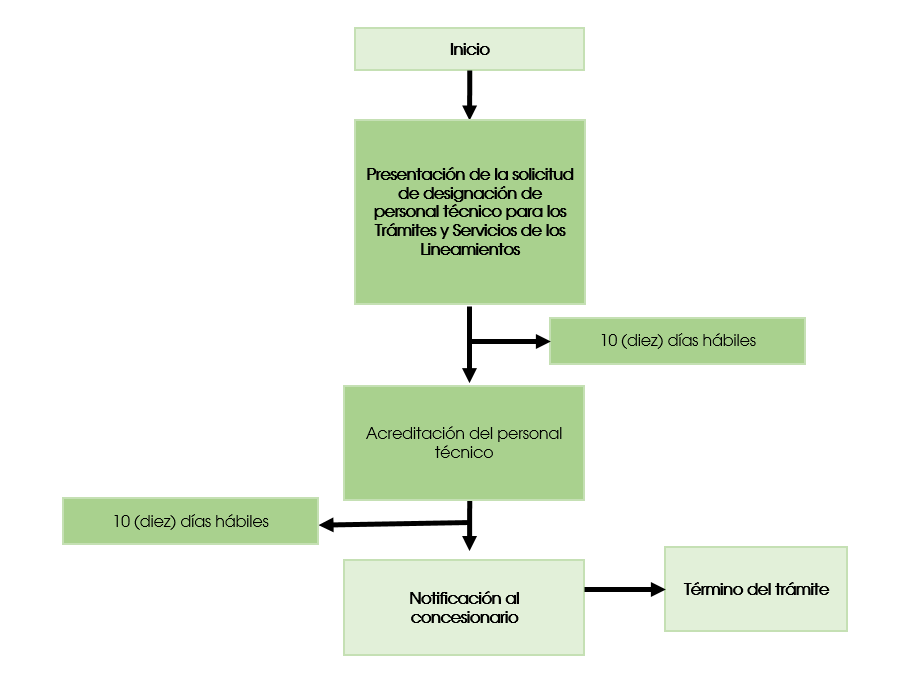 Inicio
Presentación de la solicitud
de designación de
personal técnico para los
Trámites y Servicios de los
Lineamientos
10 (diez) días hábiles
Acreditación del personal
técnico
10 (diez) días hábiles
Notificación al
concesionario
Término del trámite